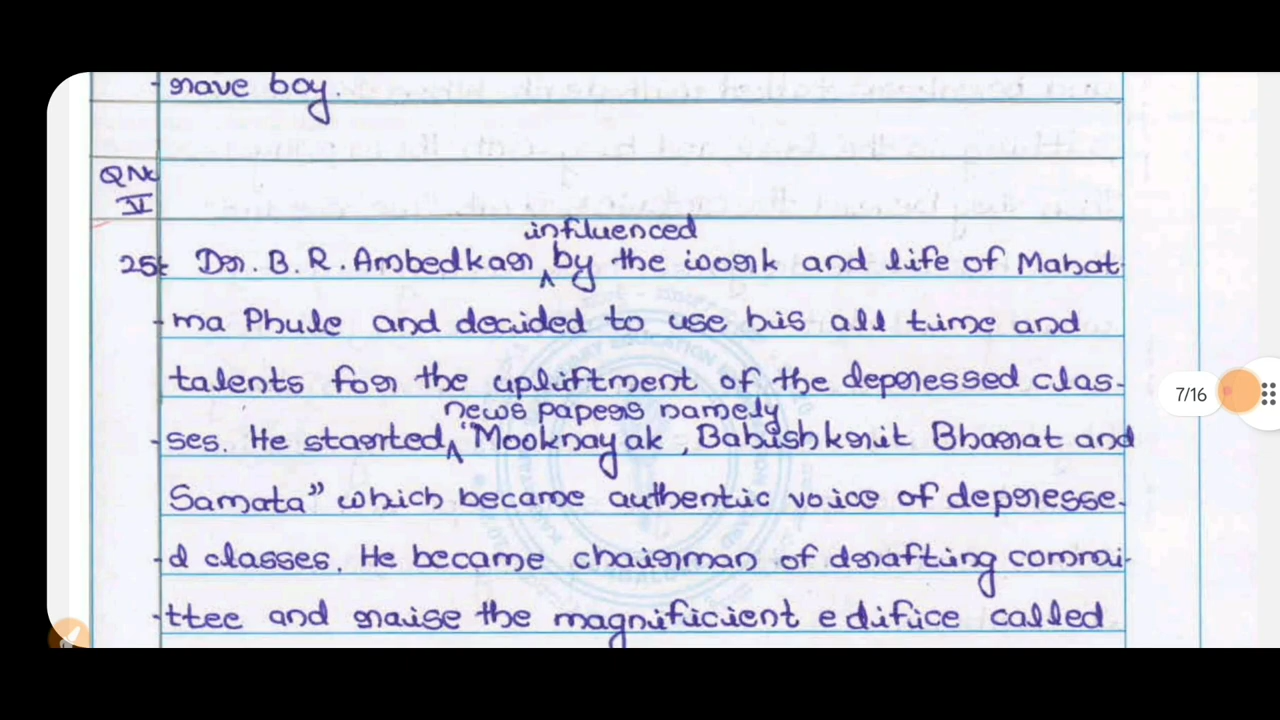 -rave boy.
QNo
V
influenced
25. Dr. B. R. Ambedkar ^ by the work and life of Mahat-
-ma Phule and decided to use his all time and
talents for the upliftment of the depressed clas-
news papers namely
-ses. He started ^ "Mooknayak, Bahishkrit Bharat and
Samata" which became authentic voice of depresse-
-d classes. He became chairman of drafting commi-
-ttee and raise the magnificient edifice called
7/16